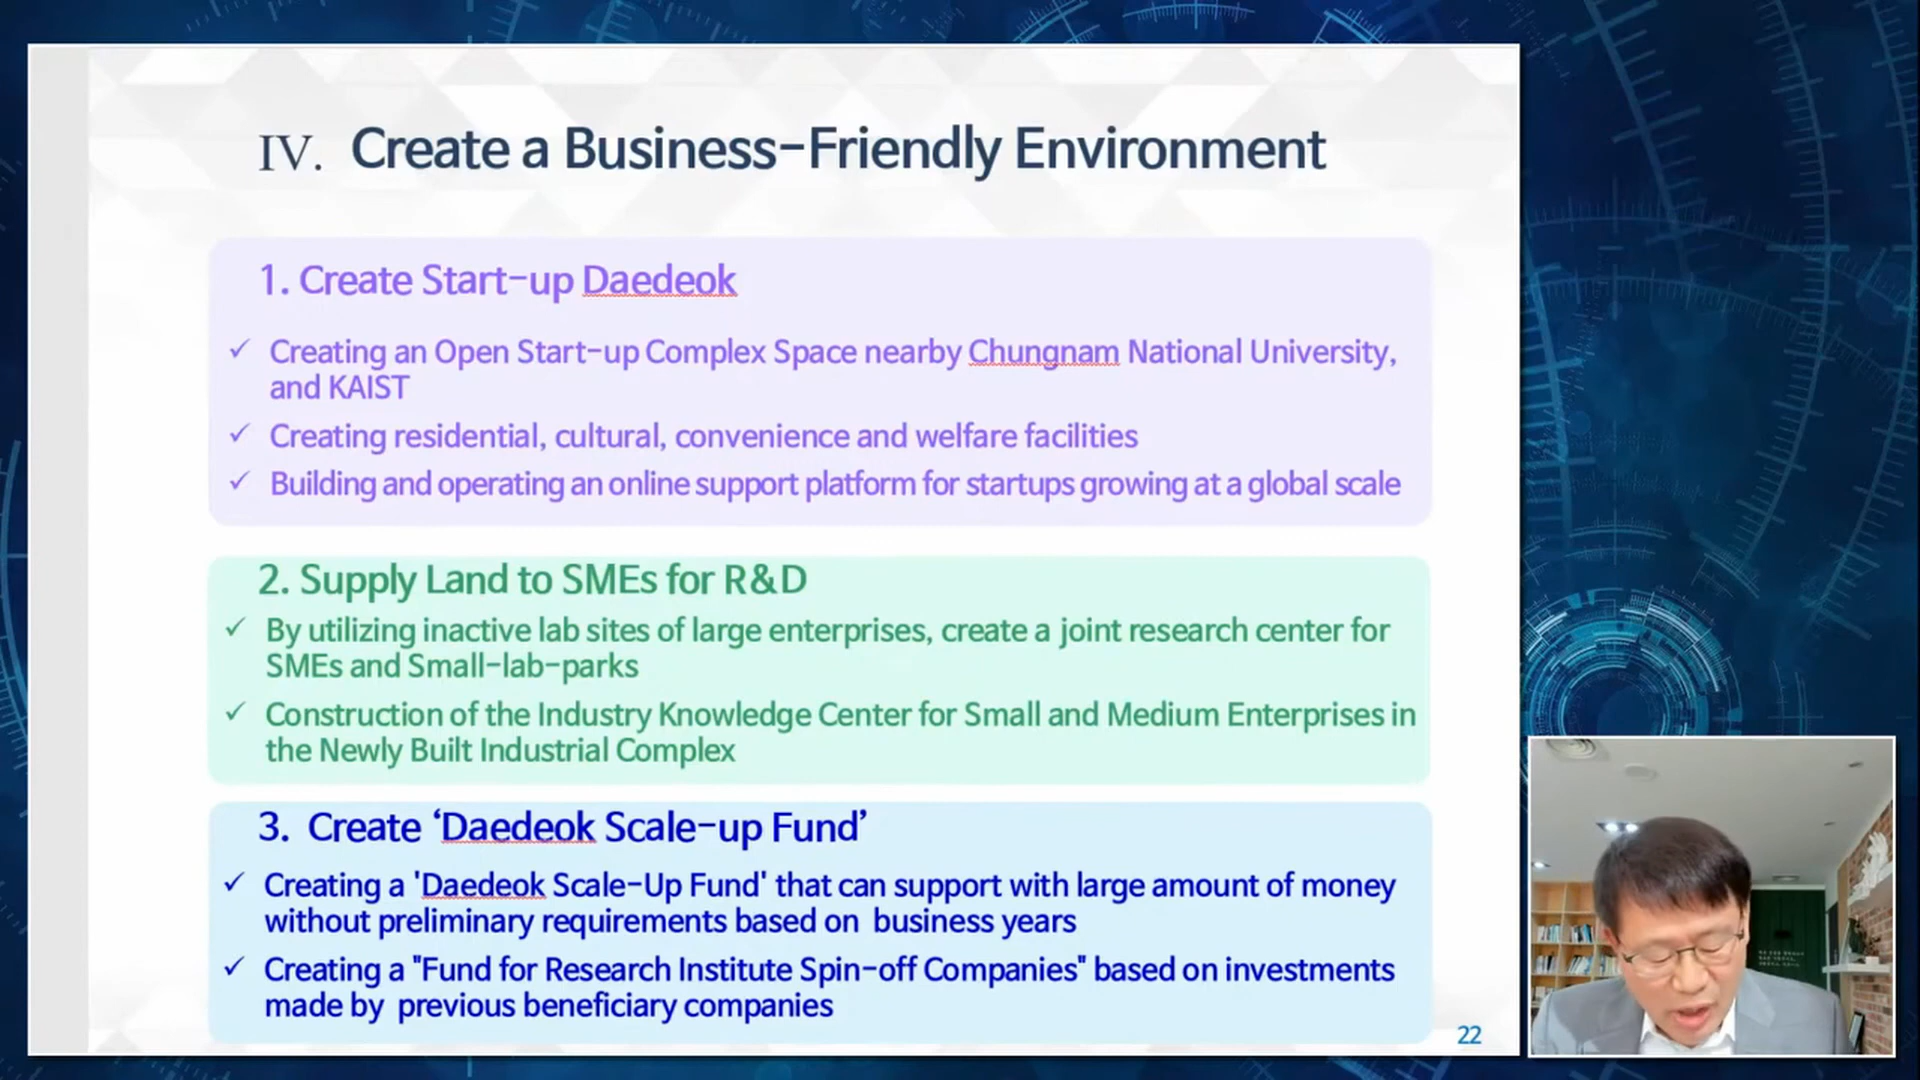 IV. Create a Business-Friendly Environment
1. Create Start-up Daedeok
✓ Creating an Open Start-up Complex Space nearby Chungnam National University,
and KAIST
✓ Creating residential, cultural, convenience and welfare facilities
✓ Building and operating an online support platform for startups growing at a global scale
2. Supply Land to SMEs for R&D
✓ By utilizing inactive lab sites of large enterprises, create a joint research center for
SMEs and Small-lab-parks
✓ Construction of the Industry Knowledge Center for Small and Medium Enterprises in
the Newly Built Industrial Complex
3. Create ‘Daedeok Scale-up Fund’
✓ Creating a 'Daedeok Scale-Up Fund' that can support with large amount of money
without preliminary requirements based on business years
✓ Creating a "Fund for Research Institute Spin-off Companies" based on investments
made by previous beneficiary companies
22